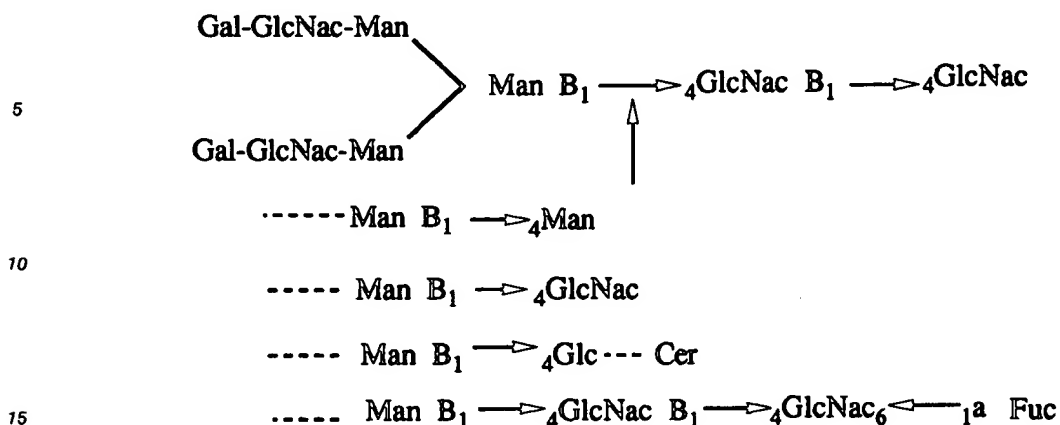 Gal-GlcNac-Man
Man B₁ ⟶ ₄GlcNac B₁ ⟶ ₄GlcNac
5
Gal-GlcNac-Man
-----Man B₁ ⟶ ₄Man
10
----- Man B₁ ⟶ ₄GlcNac
----- Man B₁ ⟶ ₄Glc --- Cer
15
----- Man B₁ ⟶ ₄GlcNac B₁ ⟶ ₄GlcNac₆ ⟵ ₁a Fuc